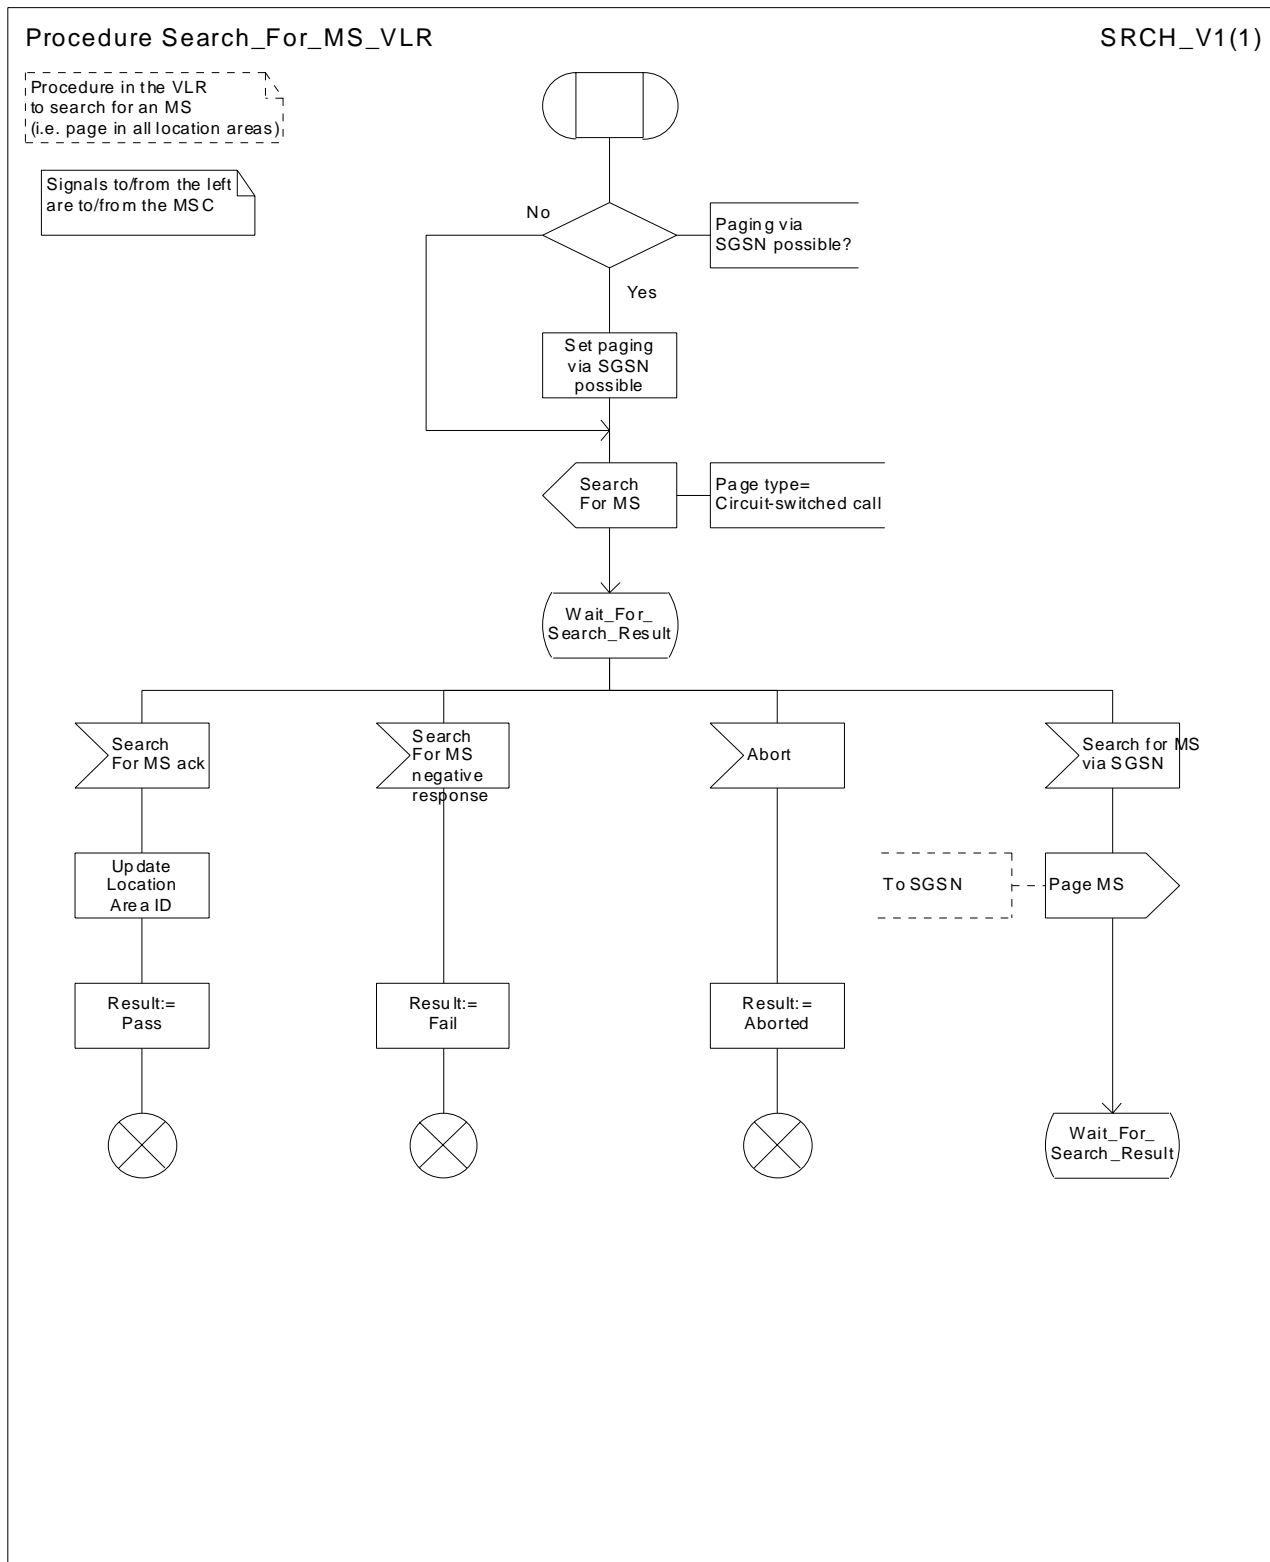 Procedure Search_For_MS_VLR
SRCH_V1(1)
Procedure in the VLR
to search for an MS
(i.e. page in all location areas)
Signals to/from the left
are to/from the MSC
No
Paging via
SGSN possible?
Yes
Set paging
via SGSN
possible
Search
For MS
Page type=
Circuit-switched call
Wait_For_
Search_Result
Search
For MS ack
Search
For MS
negative
response
Abort
Search for MS
via SGSN
Update
Location
Area ID
To SGSN
Page MS
Result:=
Pass
Result:=
Fail
Result:=
Aborted
Wait_For_
Search_Result